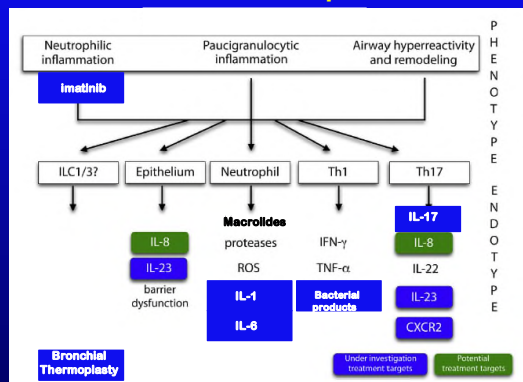 Neutrophilic
inflammation
Paucigranulocytic
inflammation
Airway hyperreactivity
and remodeling
imatinib
PHENOTYPE
ILC1/3?
Epithelium
Neutrophil
Th1
Th17
ENDOTYPE
Macrolides
IL-17
IL-8
proteases
IFN-γ
IL-8
IL-23
ROS
TNF-α
IL-22
barrier
dysfunction
IL-1
IL-6
Bacterial
products
IL-23
CXCR2
Bronchial
Thermoplasty
Under investigation
treatment targets
Potential
treatment targets